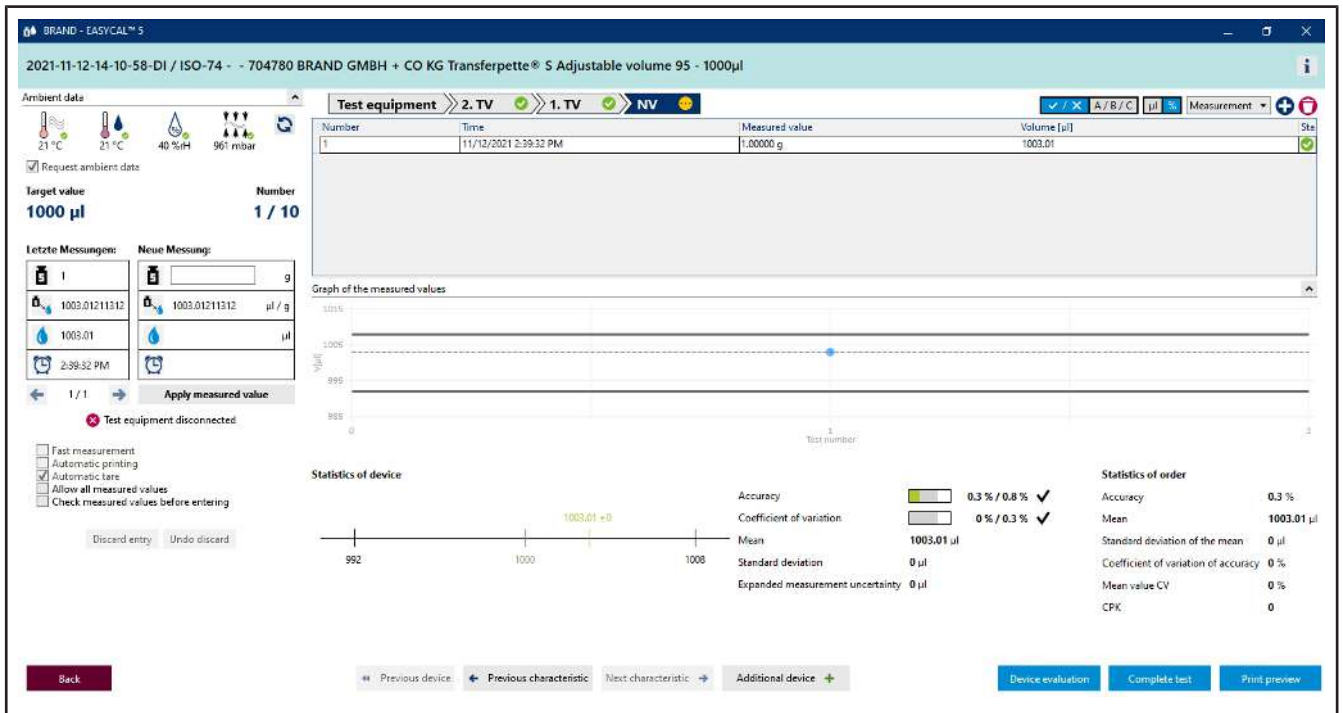 BRAND - EASYCAL™ 5
2021-11-12-14-10-58-DI / ISO-74 - - 704780 BRAND GMBH + CO KG Transferpette® S Adjustable volume 95 - 1000µl
i
Ambient data
21 °C 21 °C 40 %rH 961 mbar
Request ambient data
Target value Number
1000 µl 1 / 10
Letzte Messungen: Neue Messung:
1 g
1003.01211312 1003.01211312 µl / g
1003.01 µl
2:39:32 PM
1 / 1 Apply measured value
Test equipment disconnected
Fast measurement
Automatic printing
Automatic tare
Allow all measured values
Check measured values before entering
Discard entry Undo discard
Test equipment 2. TV 1. TV NV
✓ / X A / B / C µl % Measurement
Number Time Measured value Volume [µl] Sta
1 11/12/2021 2:39:32 PM 1.00000 g 1003.01
Graph of the measured values
1015
1005
995
985
V[µl]
0 1 2
Test number
Statistics of device
1003.01 ±0
992 1000 1008
Accuracy 0.3 % / 0.8 % ✓
Coefficient of variation 0 % / 0.3 % ✓
Mean 1003.01 µl
Standard deviation 0 µl
Expanded measurement uncertainty 0 µl
Statistics of order
Accuracy 0.3 %
Mean 1003.01 µl
Standard deviation of the mean 0 µl
Coefficient of variation of accuracy 0 %
Mean value CV 0 %
CPK 0
Back
Previous device Previous characteristic Next characteristic Additional device
Device evaluation Complete test Print preview